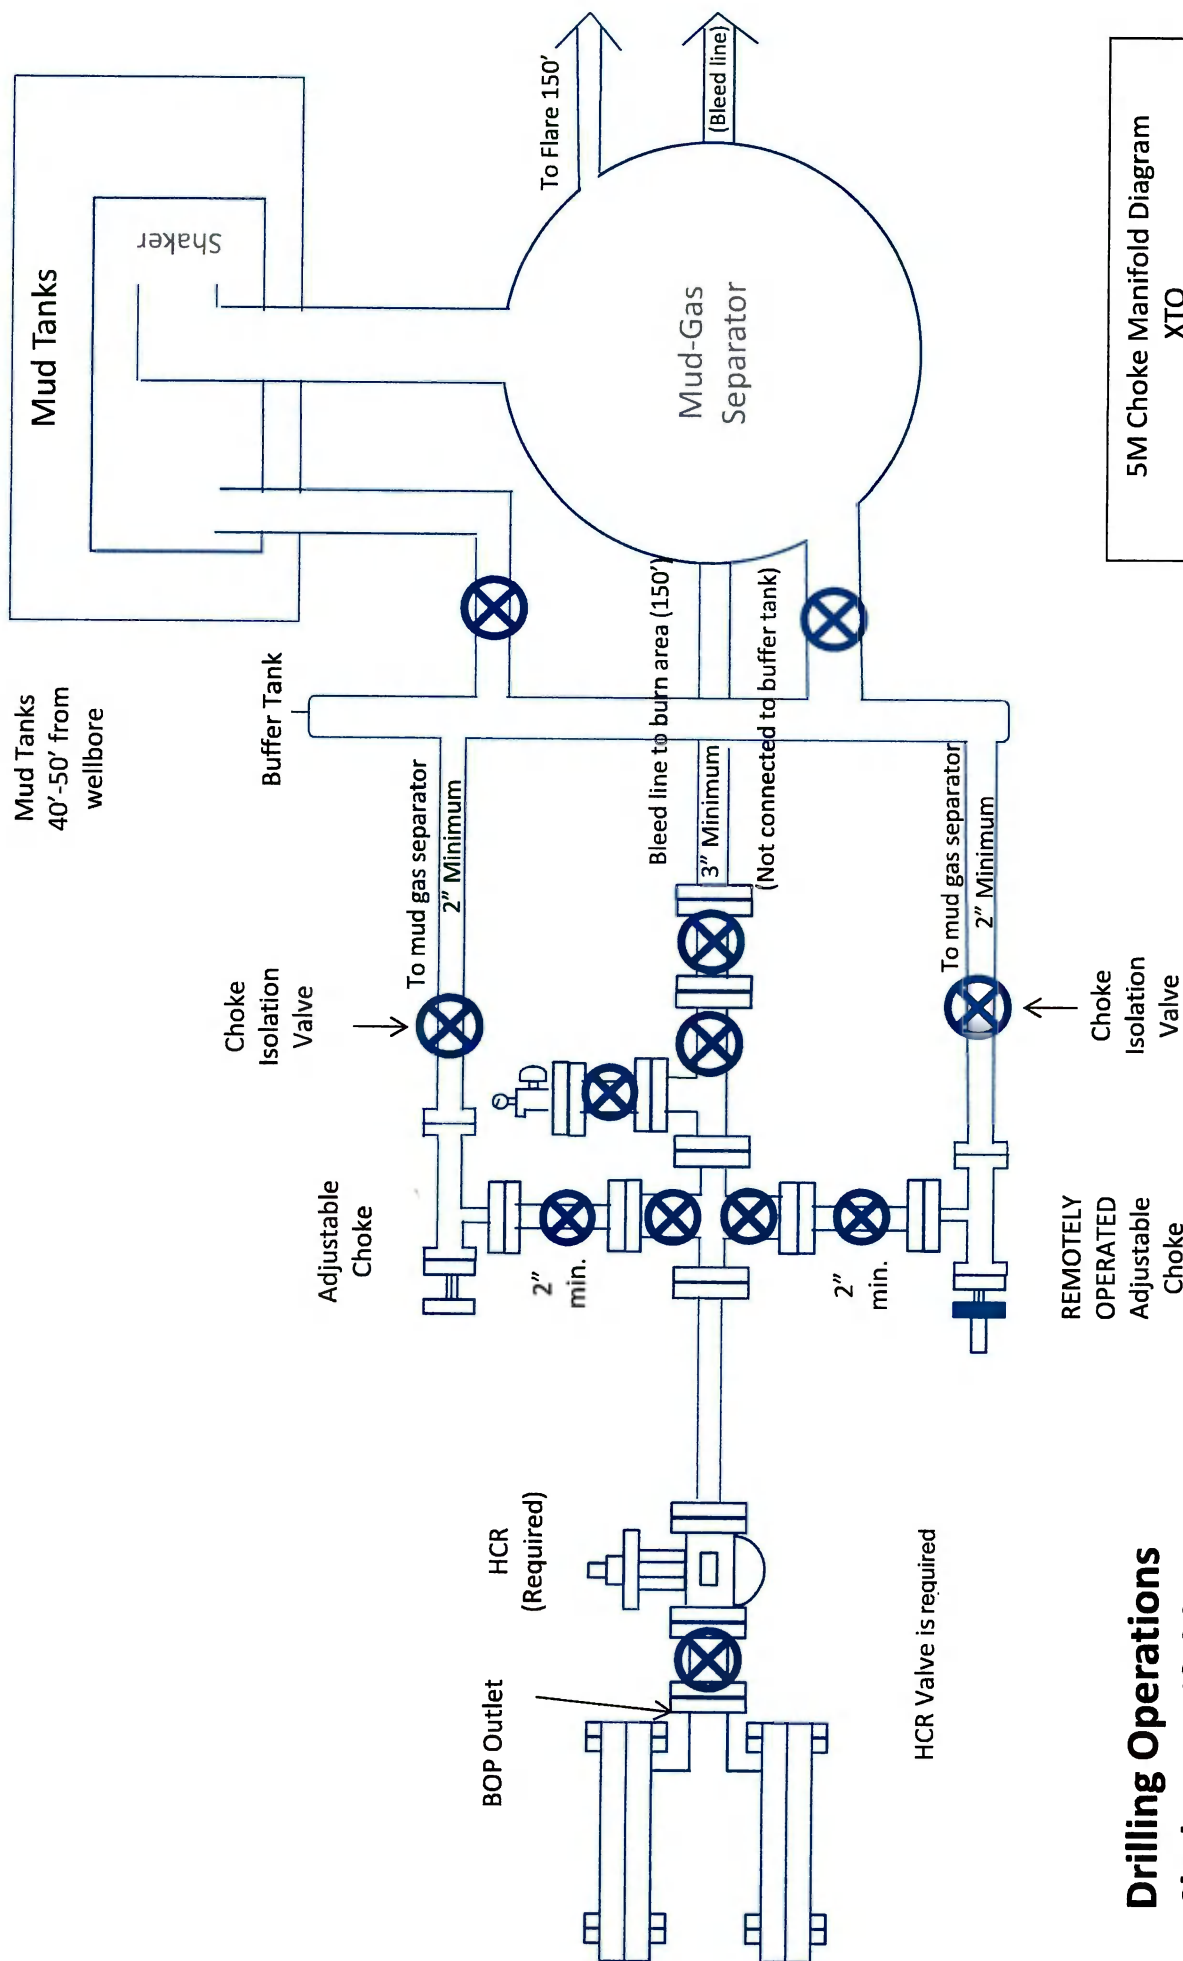 Mud Tanks
40'-50' from
wellbore
Mud Tanks
Shaker
Buffer Tank
Choke
Isolation
Valve
To mud gas separator
2" Minimum
Adjustable
Choke
To Flare 150'
(Bleed line)
Mud-Gas
Separator
Bleed line to burn area (150')
3" Minimum
(Not connected to buffer tank)
2"
min.
2"
min.
HCR
(Required)
BOP Outlet
HCR Valve is required
To mud gas separator
2" Minimum
REMOTELY
OPERATED
Adjustable
Choke
Choke
Isolation
Valve
Drilling Operations
5M Choke Manifold Diagram
XTO